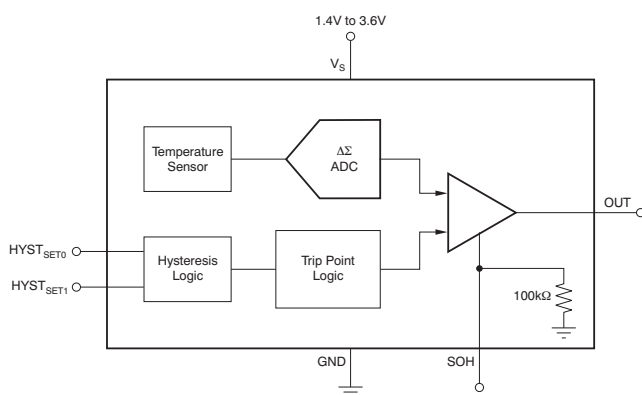 1.4V to 3.6V
VS
Temperature
Sensor
ΔΣ
ADC
OUT
HYSTSET0
HYSTSET1
Hysteresis
Logic
Trip Point
Logic
100kΩ
GND
SOH